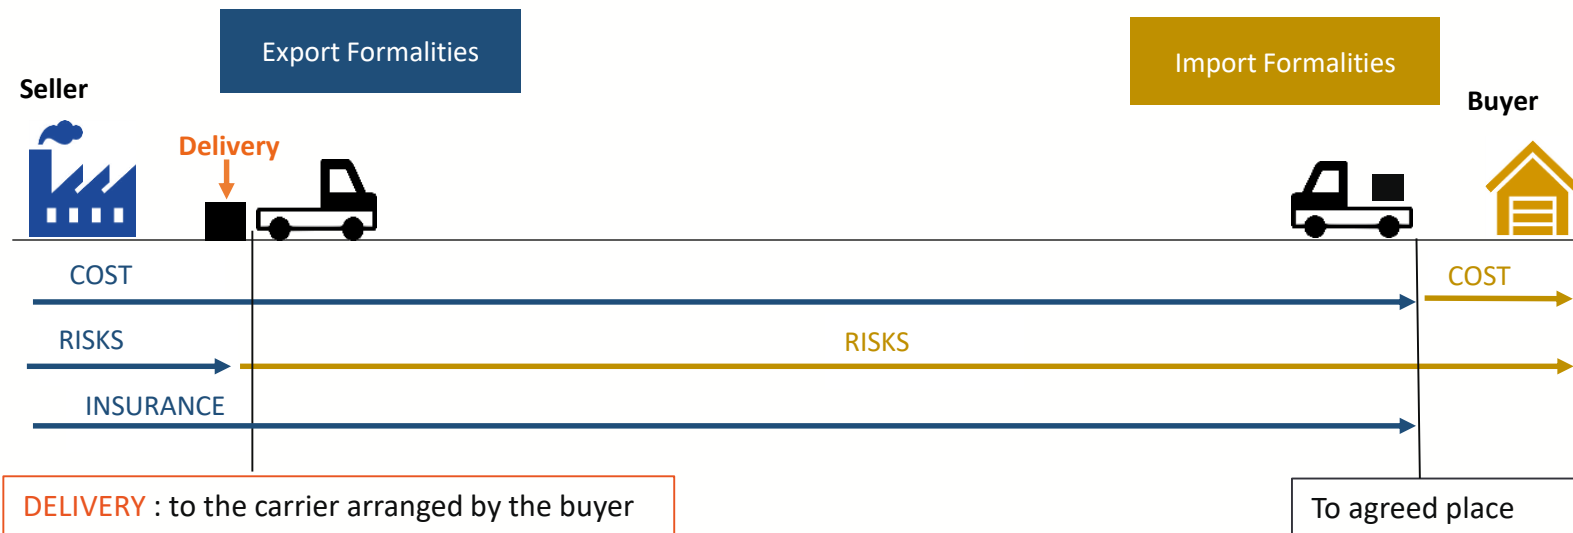 Export Formalities
Import Formalities
Seller
Buyer
Delivery
COST
COST
RISKS
RISKS
INSURANCE
DELIVERY : to the carrier arranged by the buyer
To agreed place